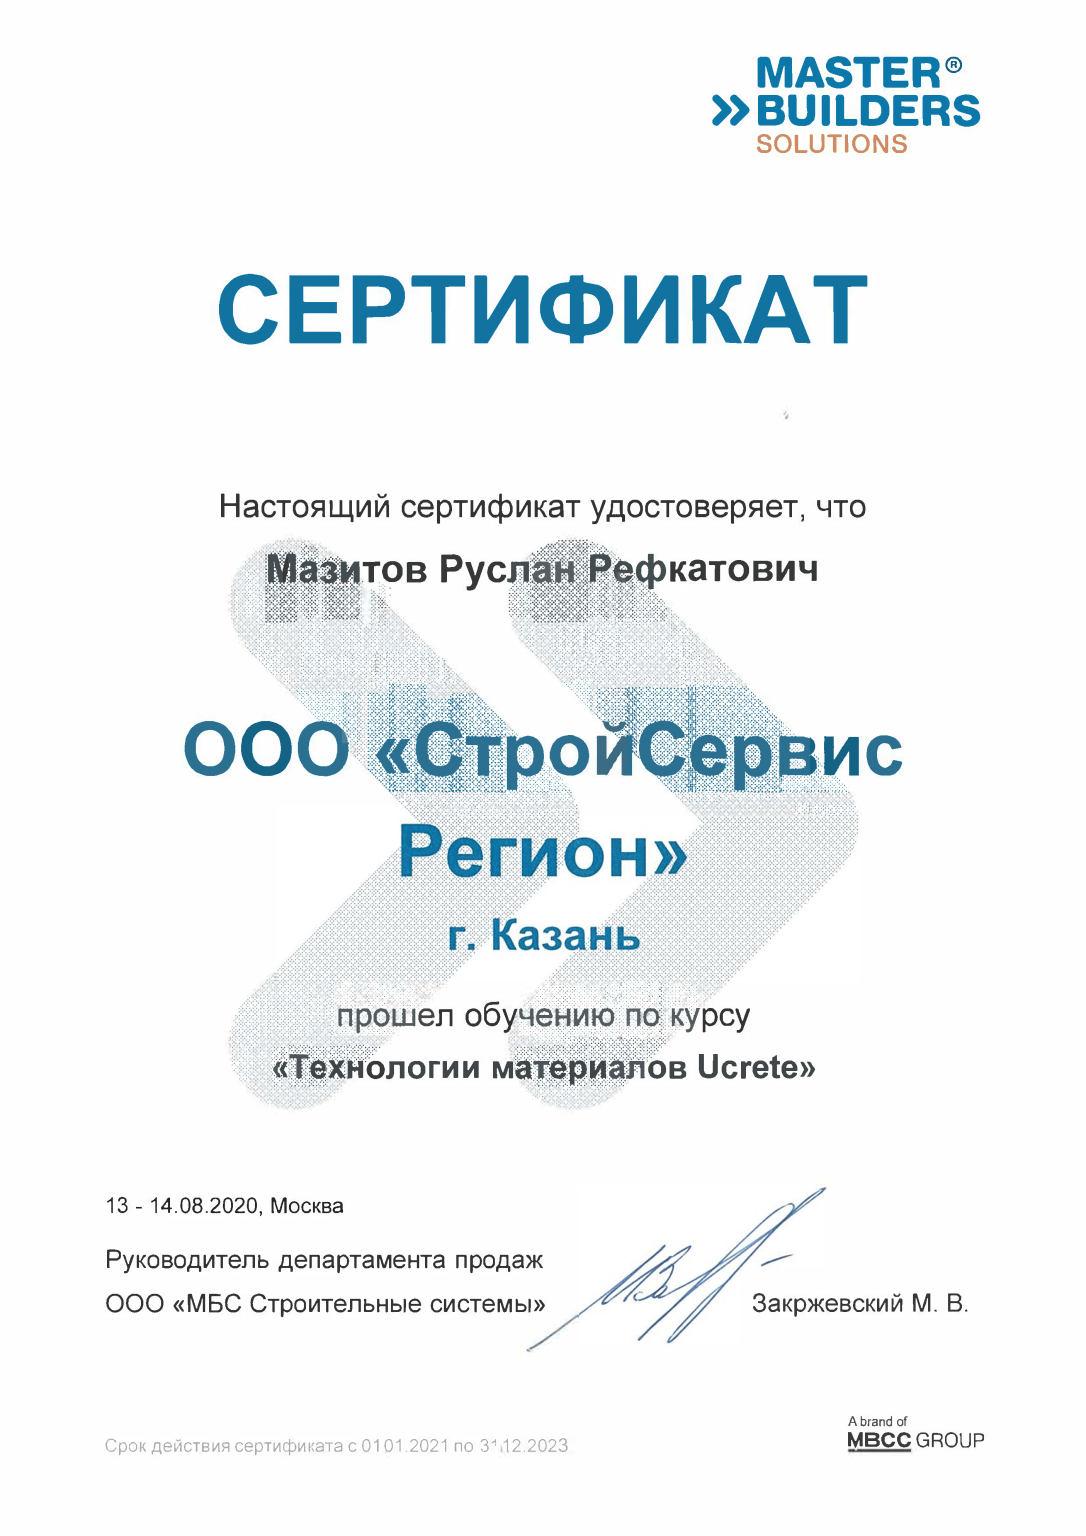 MASTER®
BUILDERS
SOLUTIONS
СЕРТИФИКАТ
Настоящий сертификат удостоверяет, что
Мазитов Руслан Рефкатович
ООО «СтройСервис
Регион»
г. Казань
прошел обучению по курсу
«Технологии материалов Ucrete»
13 - 14.08.2020, Москва
Руководитель департамента продаж
ООО «МБС Строительные системы»
Закржевский М. В.
Срок действия сертификата с 01.01.2021 по 31.12.2023
A brand of
MBCC GROUP